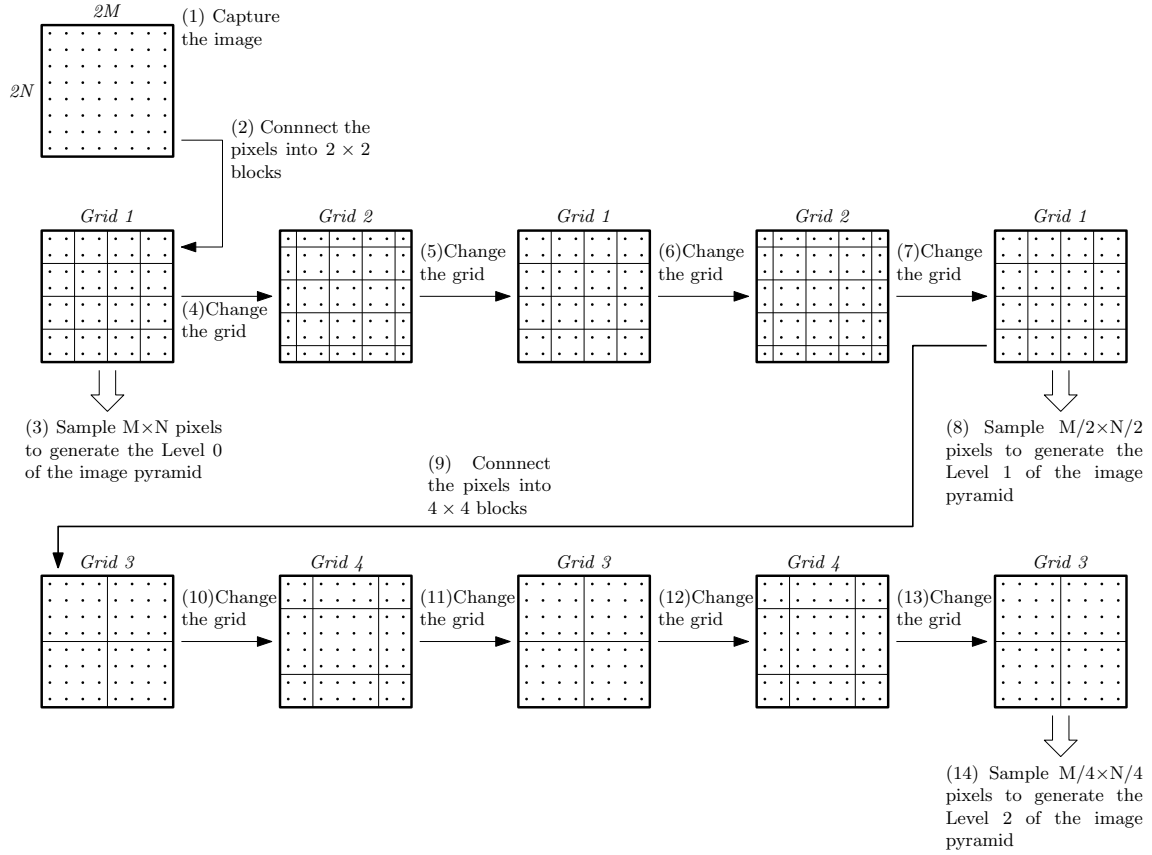 2M
(1) Capture
the image
2N
(2) Connnect the
pixels into 2 × 2
blocks
Grid 1
Grid 2
Grid 1
Grid 2
Grid 1
(4)Change
the grid
(5)Change
the grid
(6)Change
the grid
(7)Change
the grid
(3) Sample M×N pixels
to generate the Level 0
of the image pyramid
(8) Sample M/2×N/2
pixels to generate the
Level 1 of the image
pyramid
(9) Connnect
the pixels into
4 × 4 blocks
Grid 3
Grid 4
Grid 3
Grid 4
Grid 3
(10)Change
the grid
(11)Change
the grid
(12)Change
the grid
(13)Change
the grid
(14) Sample M/4×N/4
pixels to generate the
Level 2 of the image
pyramid